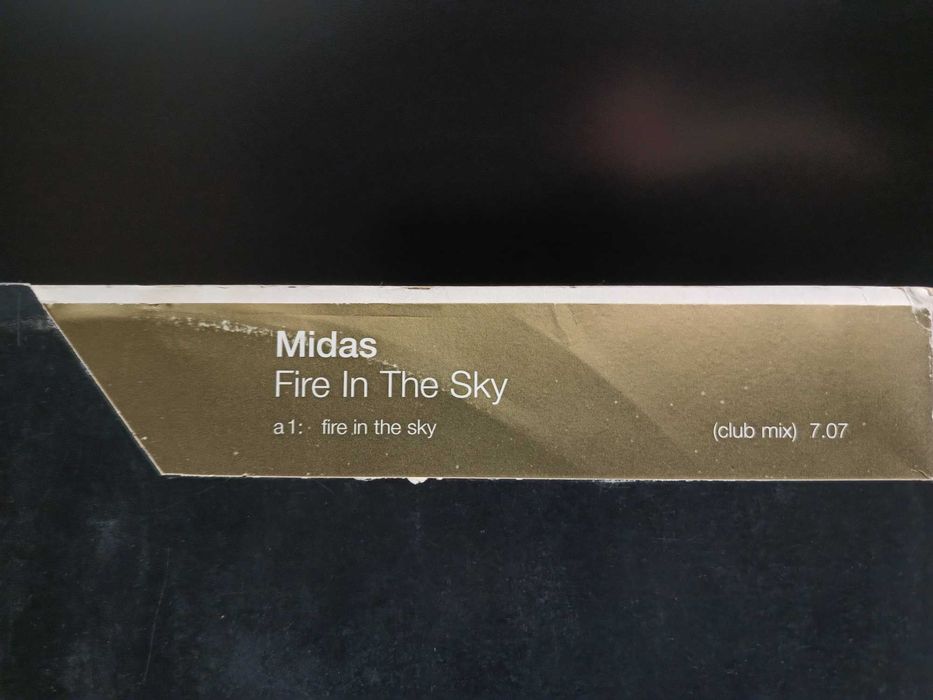 Midas
Fire In The Sky
a1: fire in the sky (club mix) 7.07